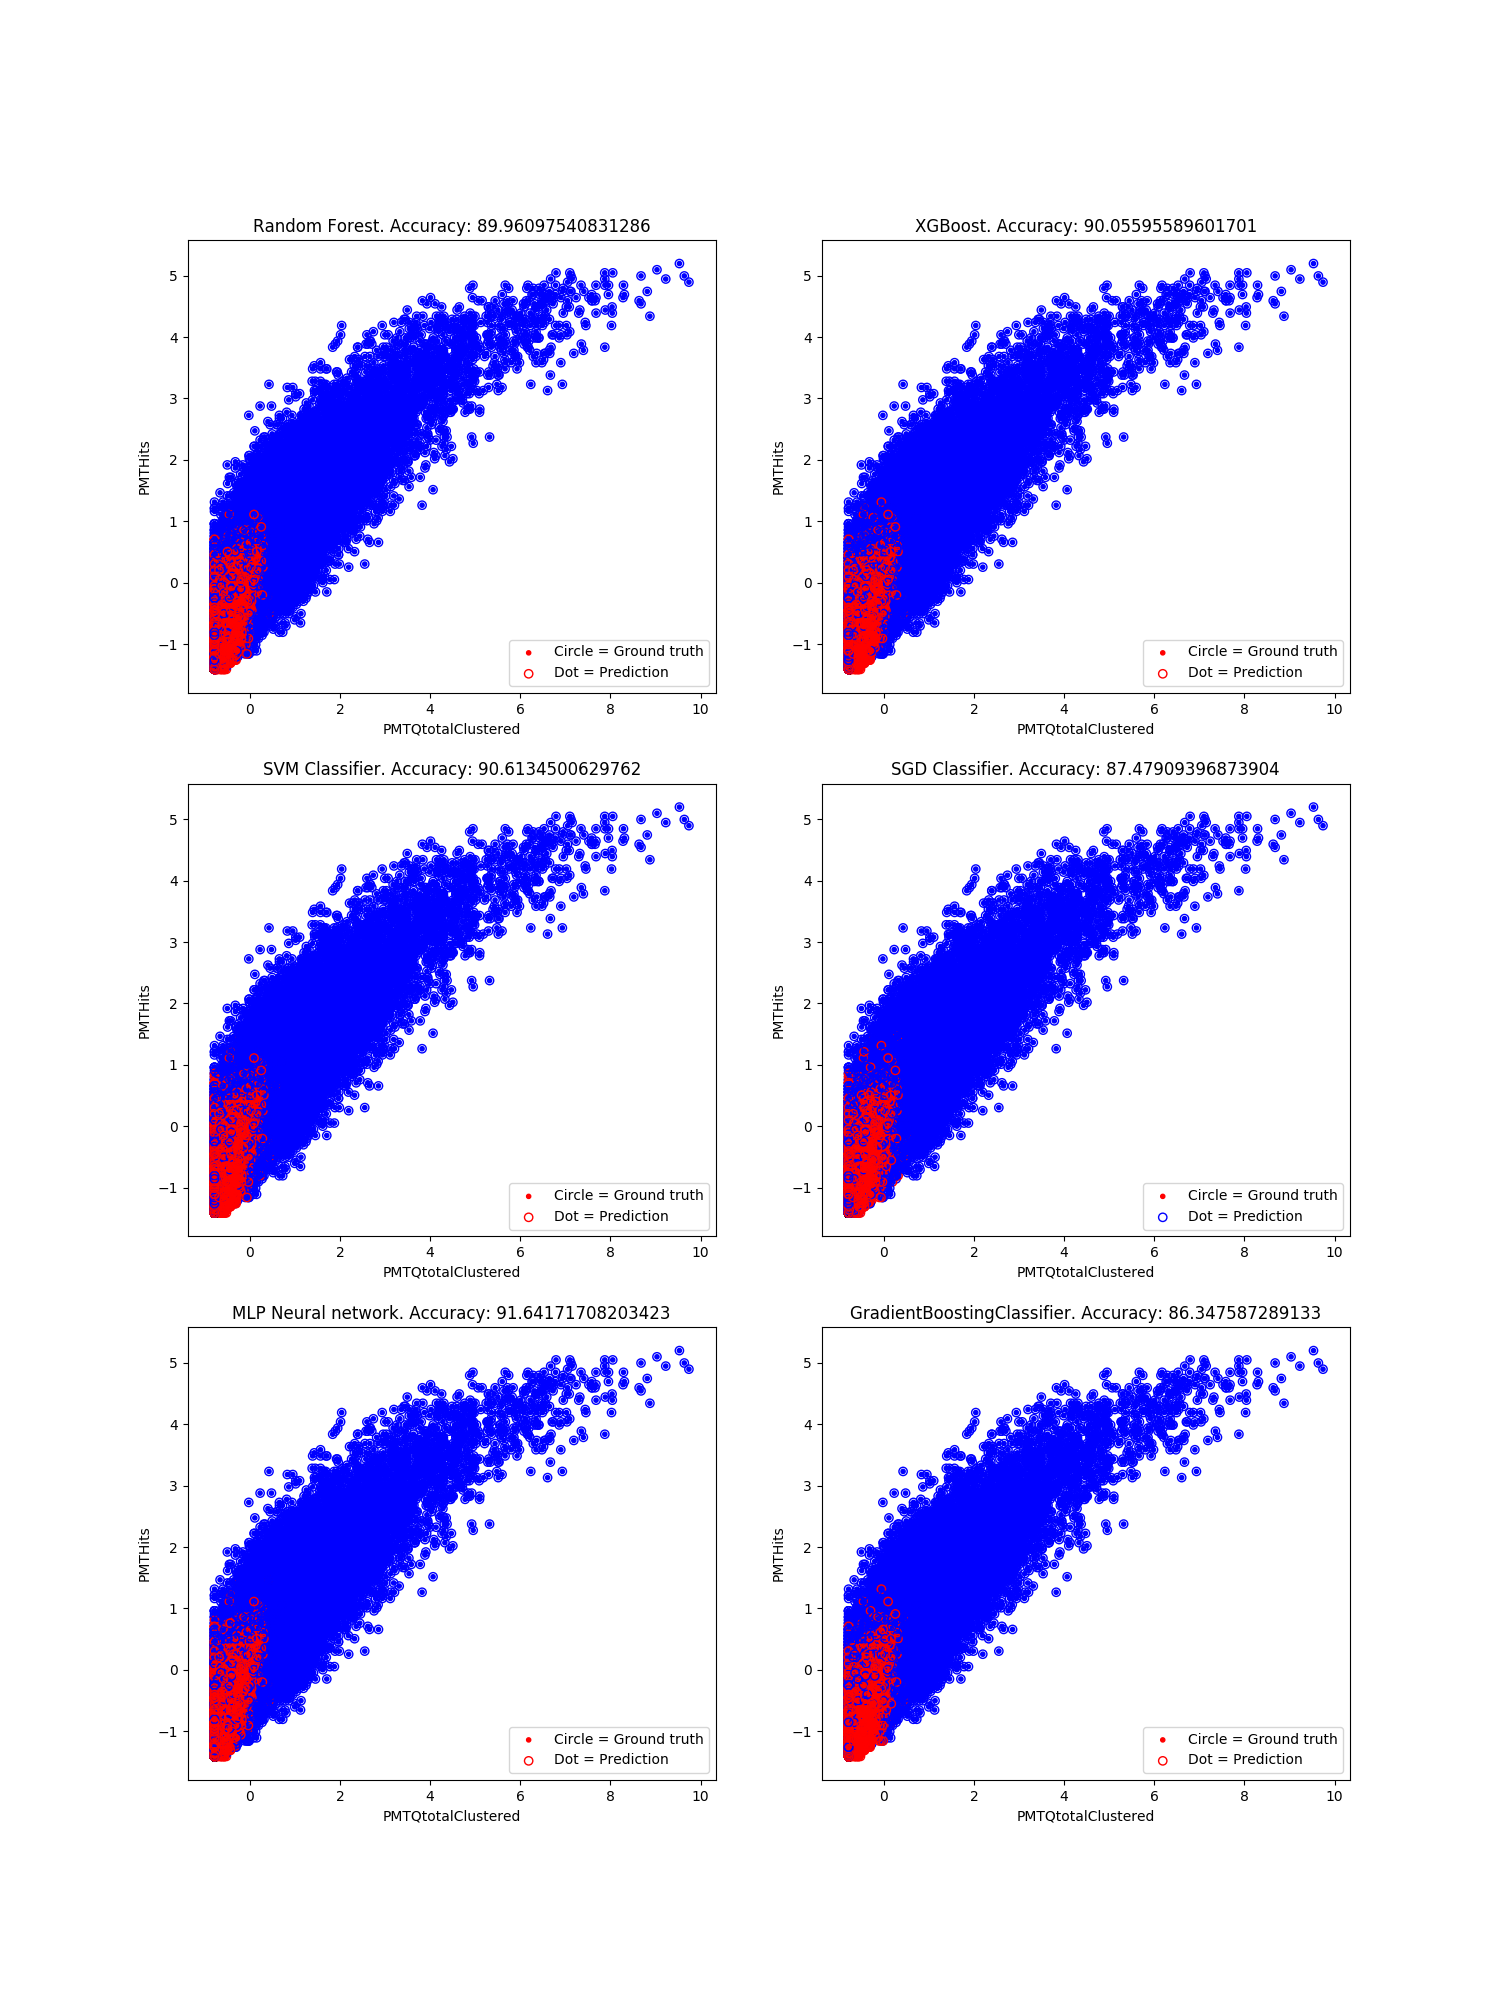 Random Forest. Accuracy: 89.96097540831286
PMTHits
5
4
3
2
1
0
−1
Circle = Ground truth
Dot = Prediction
0 2 4 6 8 10
PMTQtotalClustered
XGBoost. Accuracy: 90.05595589601701
PMTHits
5
4
3
2
1
0
−1
Circle = Ground truth
Dot = Prediction
0 2 4 6 8 10
PMTQtotalClustered
SVM Classifier. Accuracy: 90.6134500629762
PMTHits
5
4
3
2
1
0
−1
Circle = Ground truth
Dot = Prediction
0 2 4 6 8 10
PMTQtotalClustered
SGD Classifier. Accuracy: 87.47909396873904
PMTHits
5
4
3
2
1
0
−1
Circle = Ground truth
Dot = Prediction
0 2 4 6 8 10
PMTQtotalClustered
MLP Neural network. Accuracy: 91.64171708203423
PMTHits
5
4
3
2
1
0
−1
Circle = Ground truth
Dot = Prediction
0 2 4 6 8 10
PMTQtotalClustered
GradientBoostingClassifier. Accuracy: 86.347587289133
PMTHits
5
4
3
2
1
0
−1
Circle = Ground truth
Dot = Prediction
0 2 4 6 8 10
PMTQtotalClustered